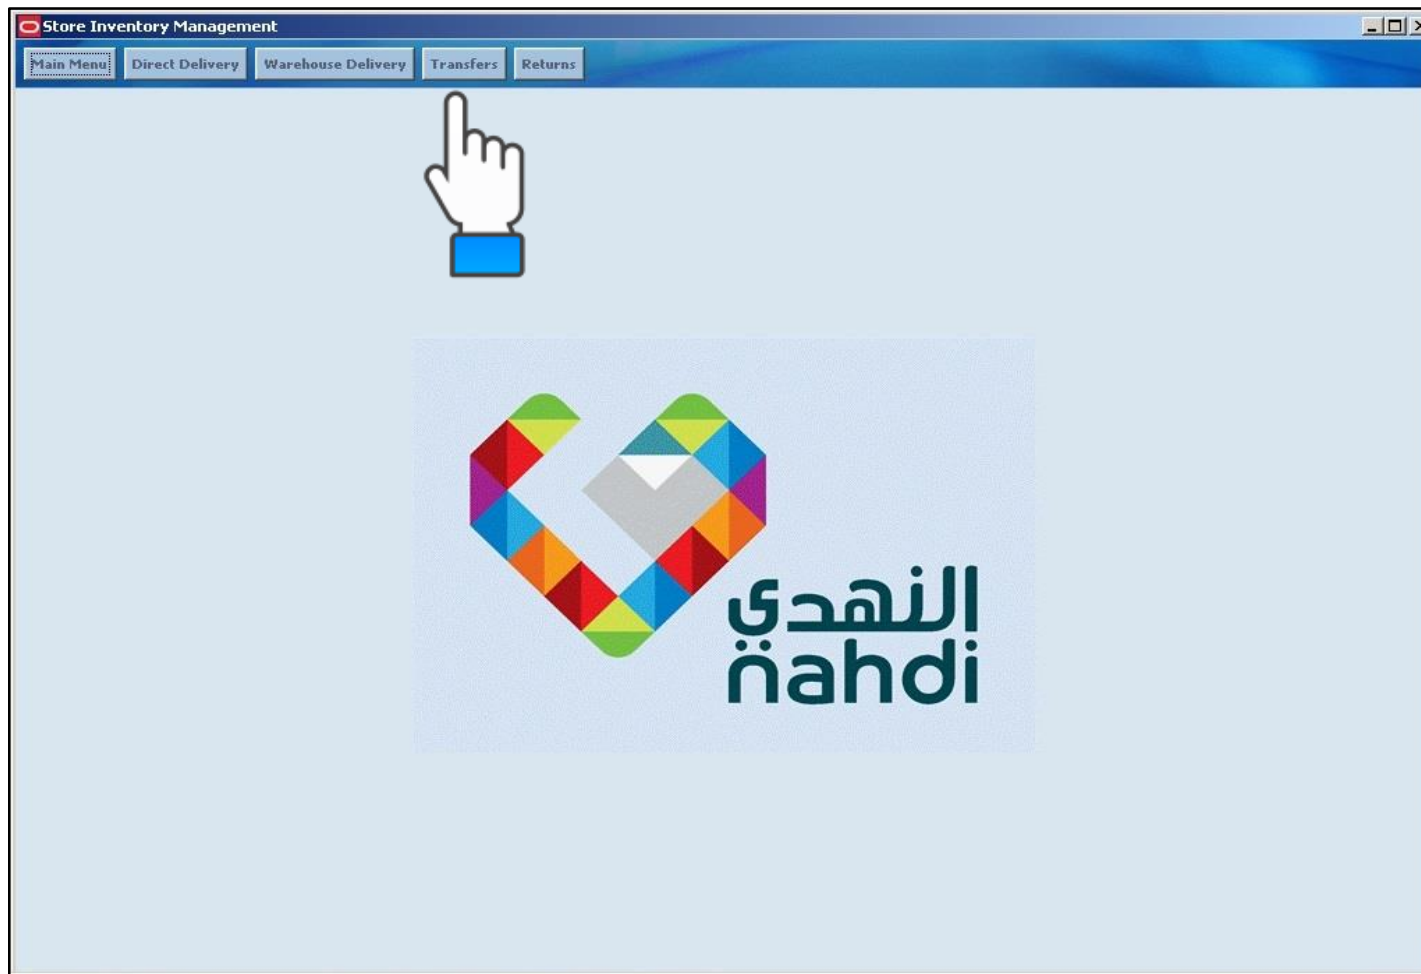 Store Inventory Management
Main Menu Direct Delivery Warehouse Delivery Transfers Returns
النهدي
nahdi